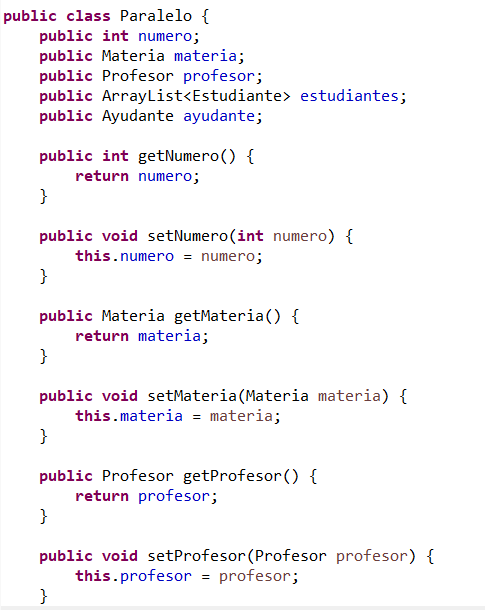 public class Paralelo {
    public int numero;
    public Materia materia;
    public Profesor profesor;
    public ArrayList<Estudiante> estudiantes;
    public Ayudante ayudante;

    public int getNumero() {
        return numero;
    }

    public void setNumero(int numero) {
        this.numero = numero;
    }

    public Materia getMateria() {
        return materia;
    }

    public void setMateria(Materia materia) {
        this.materia = materia;
    }

    public Profesor getProfesor() {
        return profesor;
    }

    public void setProfesor(Profesor profesor) {
        this.profesor = profesor;
    }